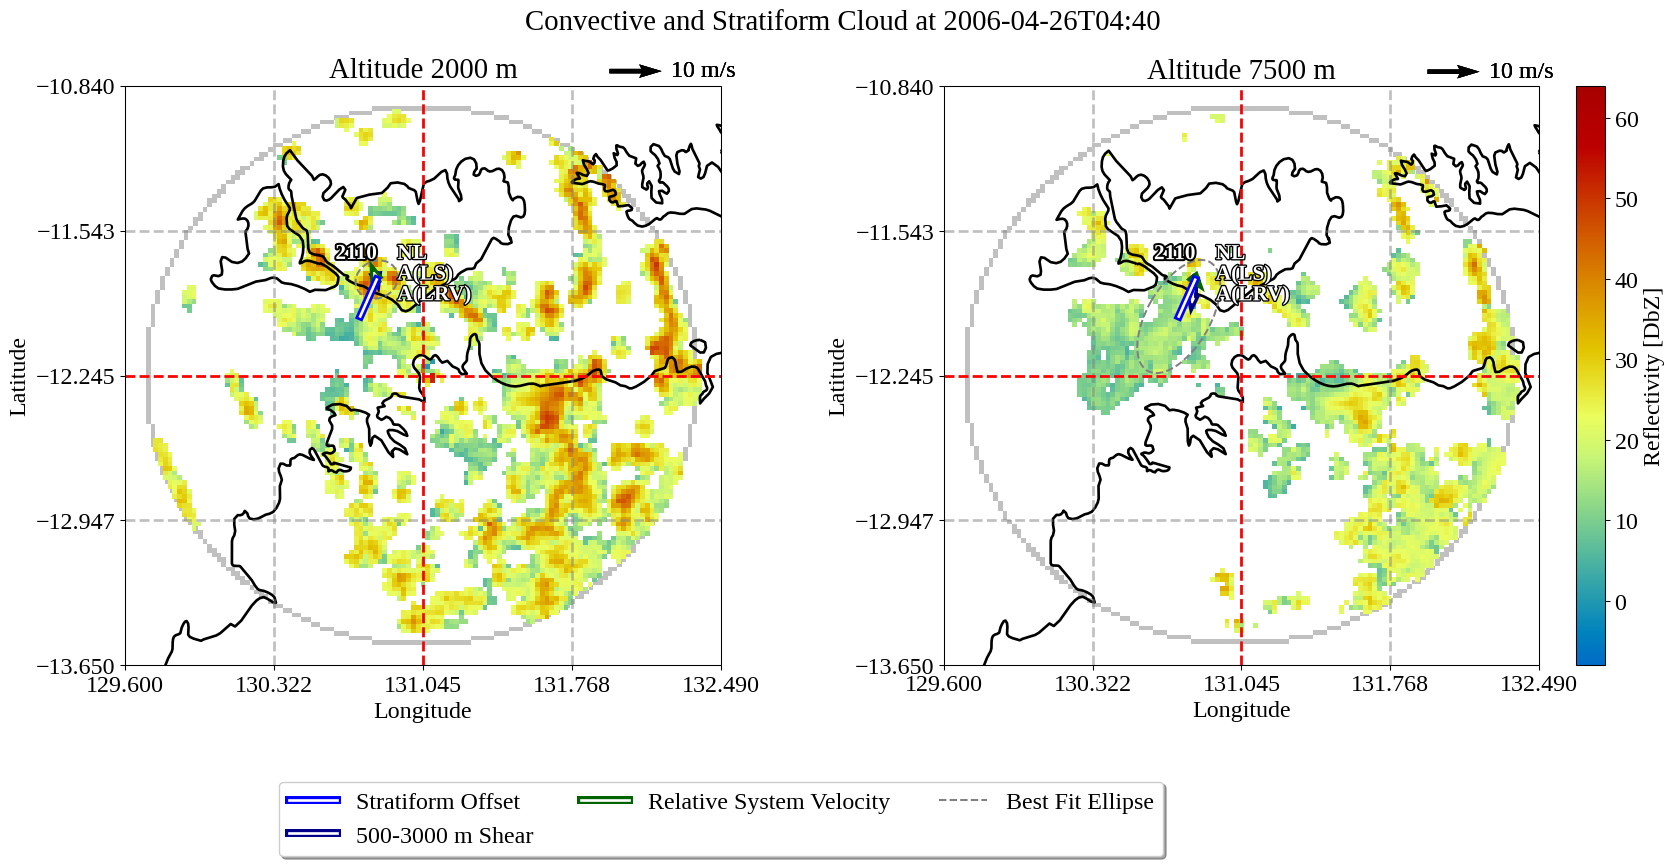 Convective and Stratiform Cloud at 2006-04-26T04:40
Altitude 2000 m
10 m/s
−10.840
−11.543
−12.245
−12.947
−13.650
Latitude
2110
NL
A(LS)
A(LRV)
129.600
130.322
131.045
131.768
132.490
Longitude
Altitude 7500 m
10 m/s
−10.840
−11.543
−12.245
−12.947
−13.650
Latitude
2110
NL
A(LS)
A(LRV)
129.600
130.322
131.045
131.768
132.490
Longitude
60
50
40
30
20
10
0
Reflectivity [DbZ]
Stratiform Offset
500-3000 m Shear
Relative System Velocity
Best Fit Ellipse